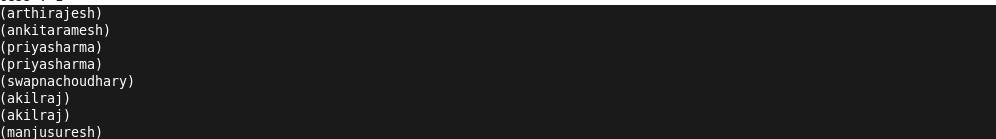 (arthirajesh)
(ankitaramesh)
(priyasharma)
(priyasharma)
(swapnachoudhary)
(akilraj)
(akilraj)
(manjusuresh)